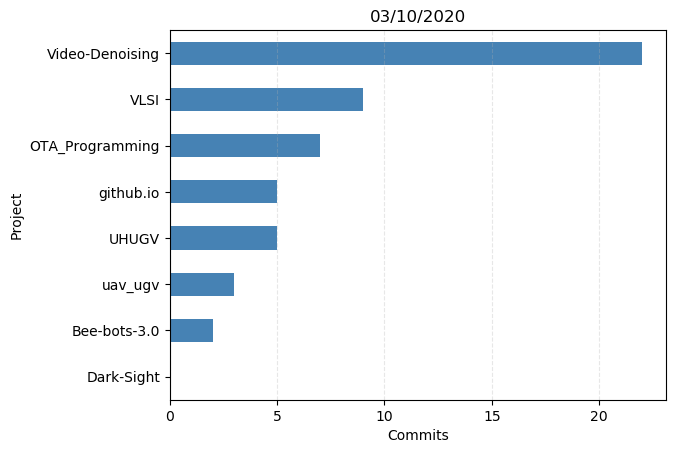 03/10/2020
Project
Video-Denoising
VLSI
OTA_Programming
github.io
UHUGV
uav_ugv
Bee-bots-3.0
Dark-Sight
0 5 10 15 20
Commits